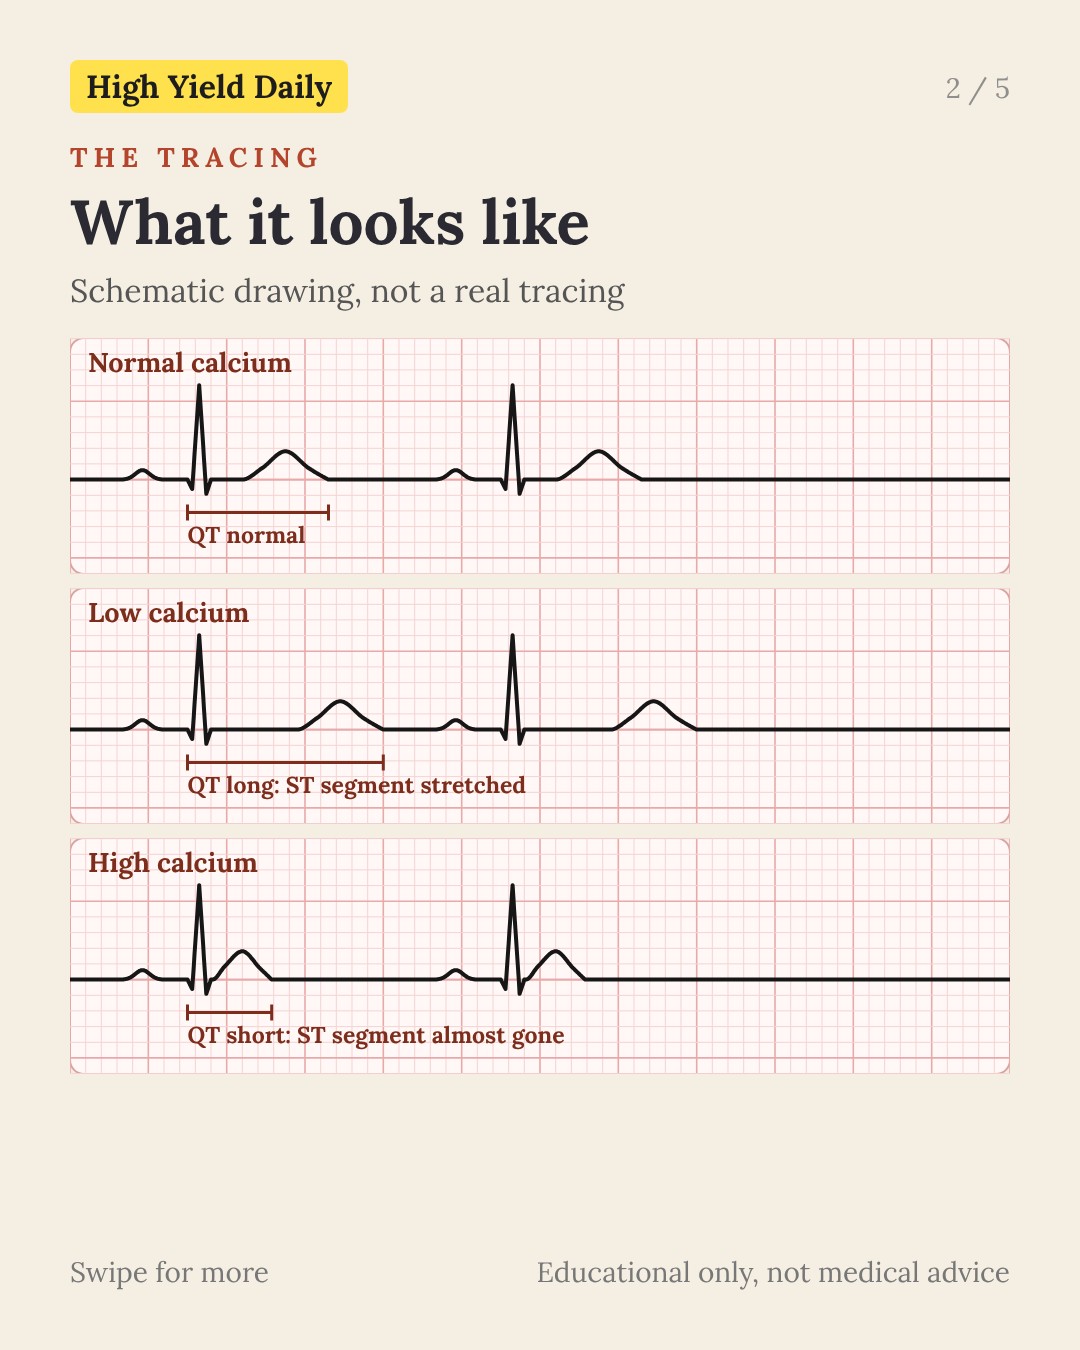 High Yield Daily
2 / 5
THE TRACING
What it looks like
Schematic drawing, not a real tracing
Normal calcium
QT normal
Low calcium
QT long: ST segment stretched
High calcium
QT short: ST segment almost gone
Swipe for more
Educational only, not medical advice